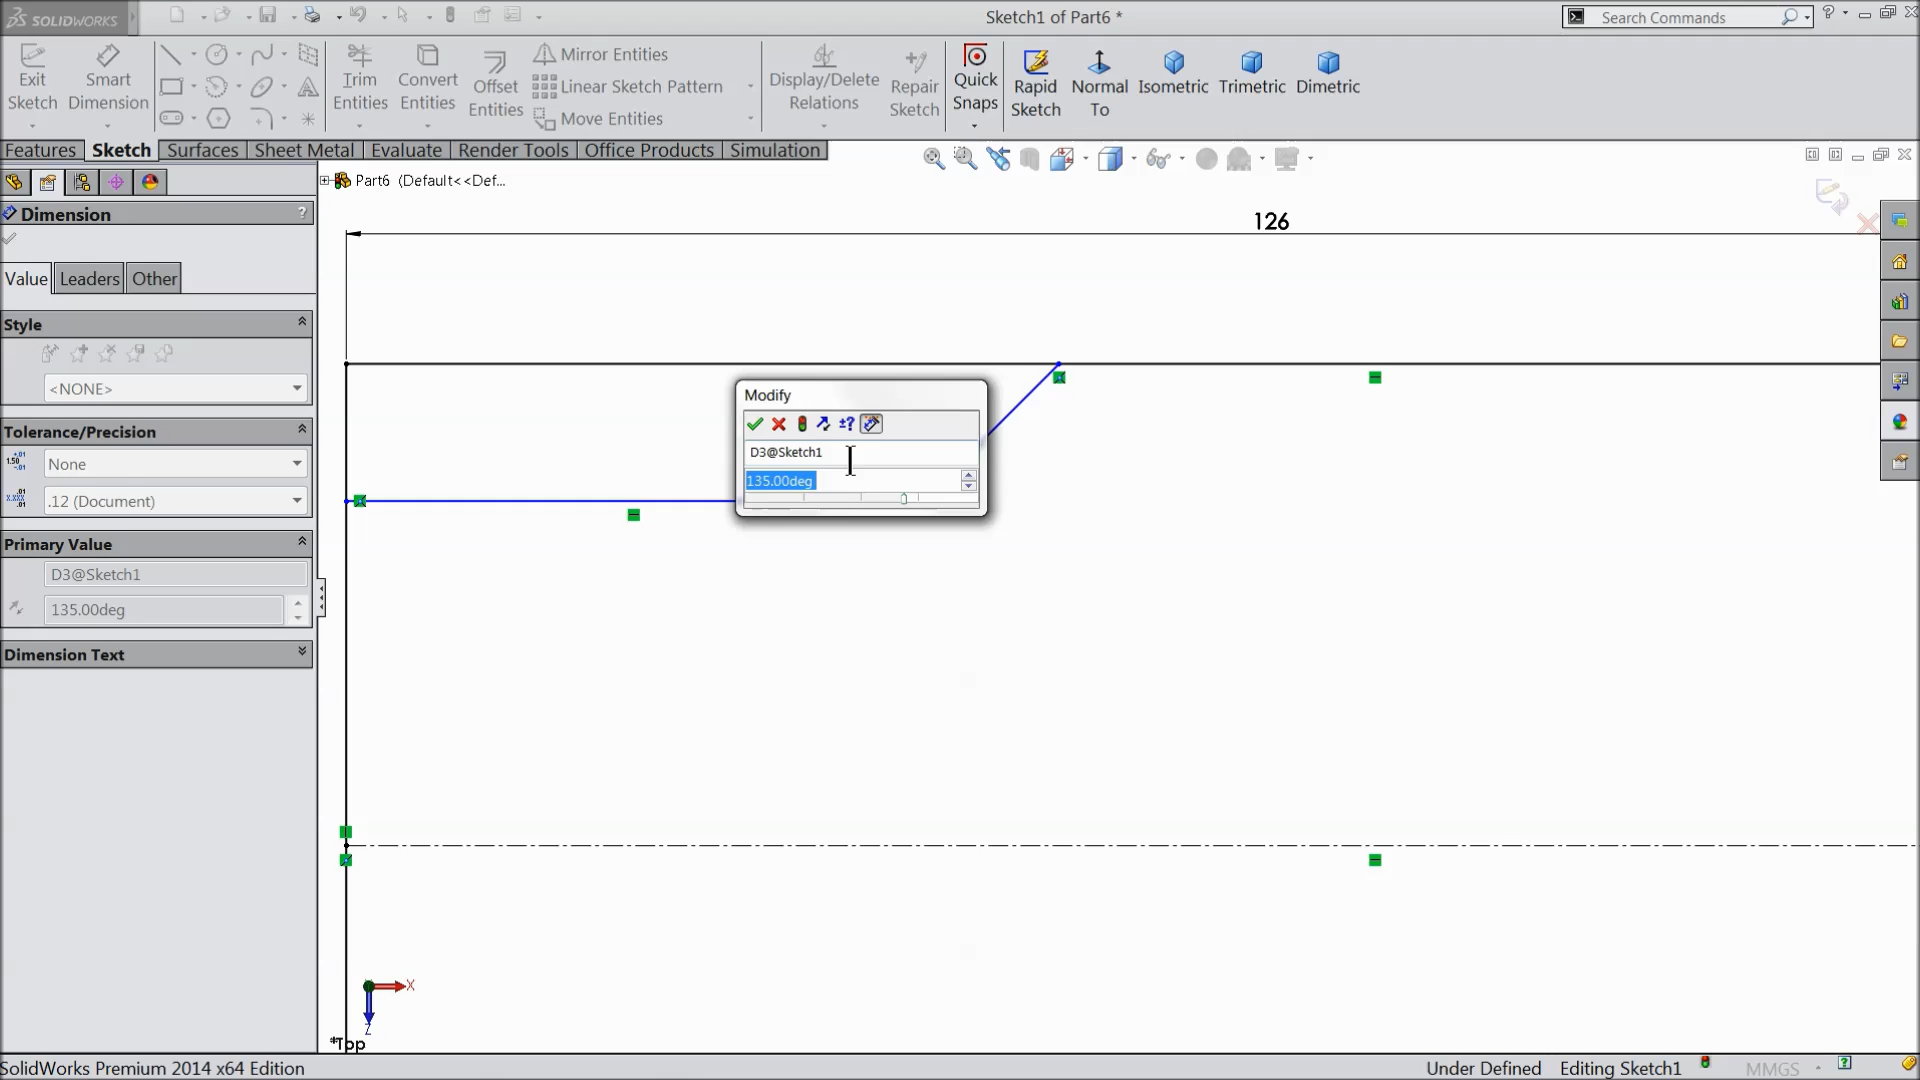 SOLIDWORKS
Sketch1 of Part6 *
Search Commands
Exit Sketch
Smart Dimension
Trim Entities
Convert Entities
Offset Entities
Mirror Entities
Linear Sketch Pattern
Move Entities
Display/Delete Relations
Repair Sketch
Quick Snaps
Rapid Sketch
Normal To
Isometric
Trimetric
Dimetric
Features
Sketch
Surfaces
Sheet Metal
Evaluate
Render Tools
Office Products
Simulation
Part6 (Default<<Def...
Dimension
?
Value
Leaders
Other
Style
<NONE>
Tolerance/Precision
None
.12 (Document)
Primary Value
D3@Sketch1
135.00deg
Dimension Text
126
Modify
±?
D3@Sketch1
135.00deg
X
Z
*Top
SolidWorks Premium 2014 x64 Edition
Under Defined
Editing Sketch1
MMGS